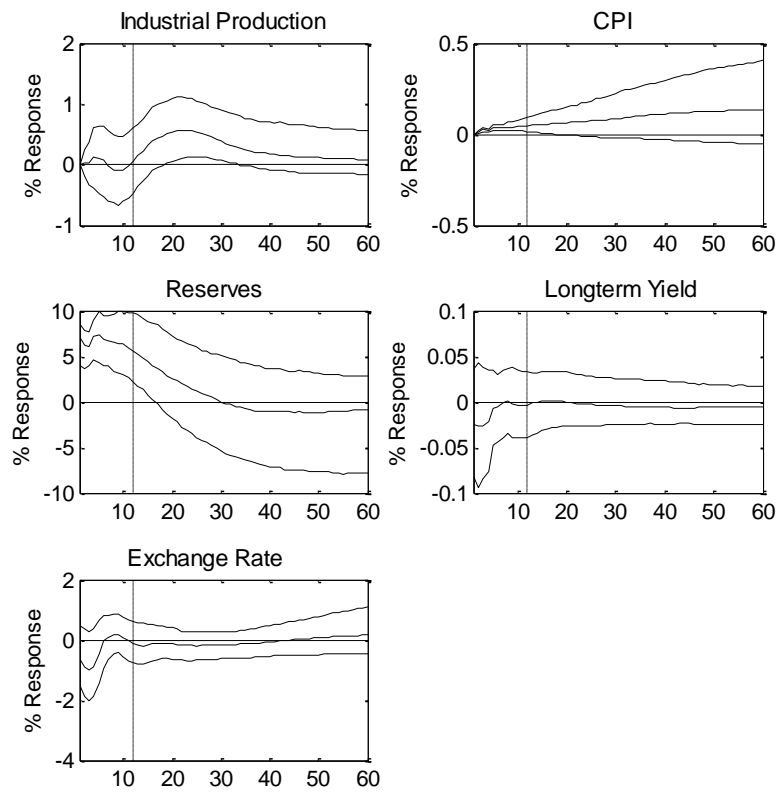 Industrial Production
% Response
2
1
0
-1
10 20 30 40 50 60
CPI
% Response
0.5
0
-0.5
10 20 30 40 50 60
Reserves
% Response
10
5
0
-5
-10
10 20 30 40 50 60
Longterm Yield
% Response
0.1
0.05
0
-0.05
-0.1
10 20 30 40 50 60
Exchange Rate
% Response
2
0
-2
-4
10 20 30 40 50 60